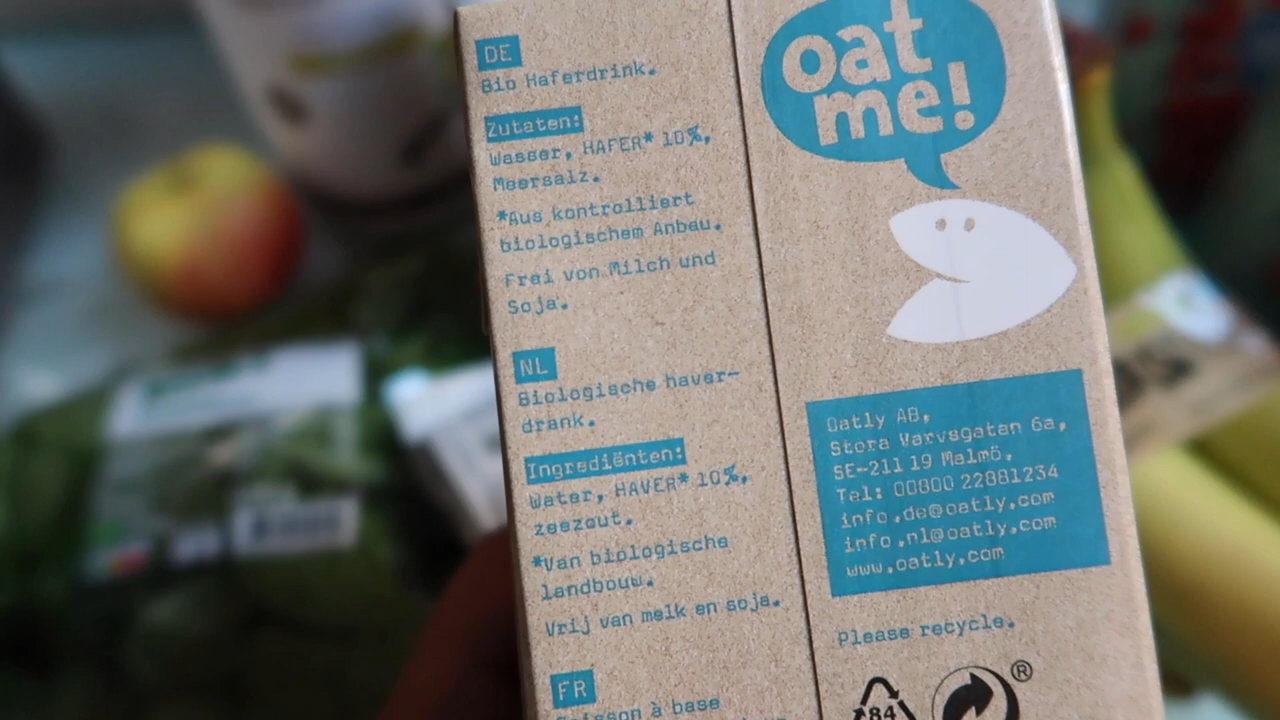 DE
Bio Haferdrink.
Zutaten:
Wasser, HAFER* 10%,
Meersalz.
*Aus kontrolliert
biologischem Anbau.
Frei von Milch und
Soja.
NL
Biologische haver-
drank.
Ingrediënten:
Water, HAVER* 10%,
zeezout.
*Van biologische
landbouw.
Vrij van melk en soja.
FR
Boisson à base
oat
me!
Oatly AB,
Stora Varvsgatan 6a,
SE-211 19 Malmö.
Tel: 00800 22881234
info.de@oatly.com
info.nl@oatly.com
www.oatly.com
Please recycle.
®
84